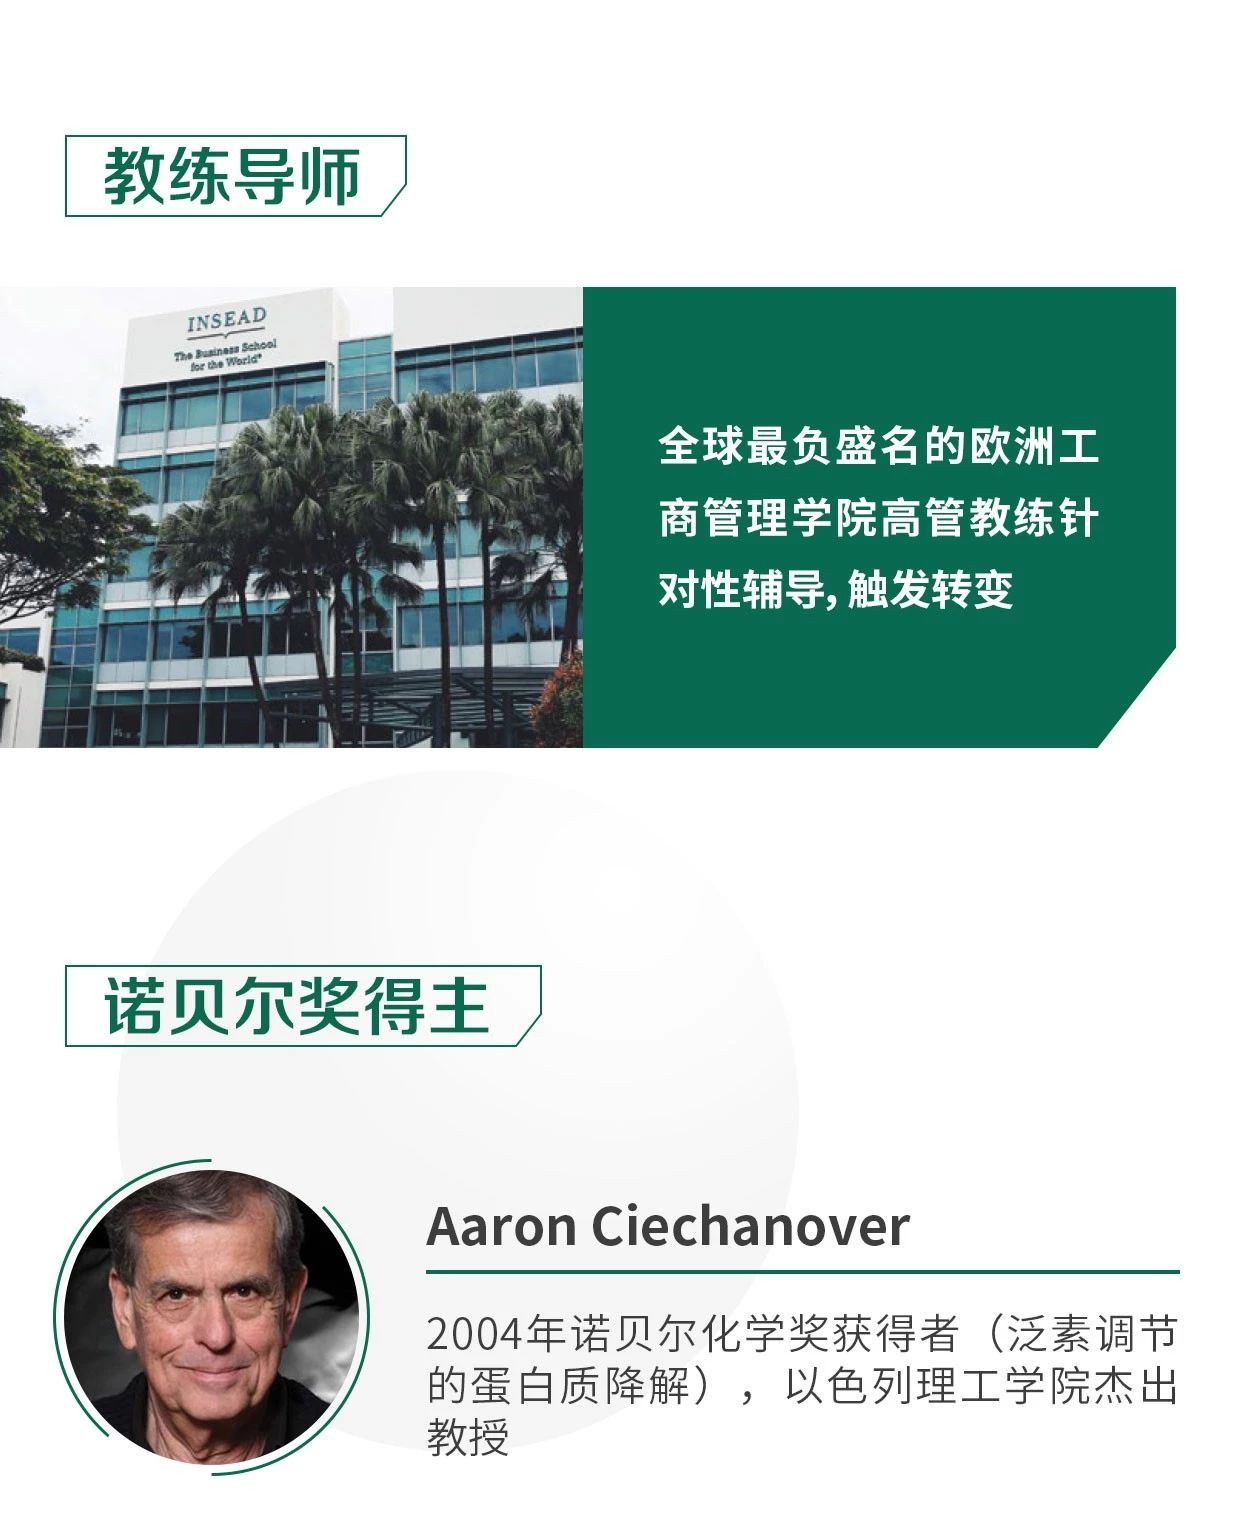 教练导师
INSEAD
The Business School
for the World®
全球最负盛名的欧洲工
商管理学院高管教练针
对性辅导，触发转变
诺贝尔奖得主
Aaron Ciechanover
2004年诺贝尔化学奖获得者（泛素调节
的蛋白质降解），以色列理工学院杰出
教授